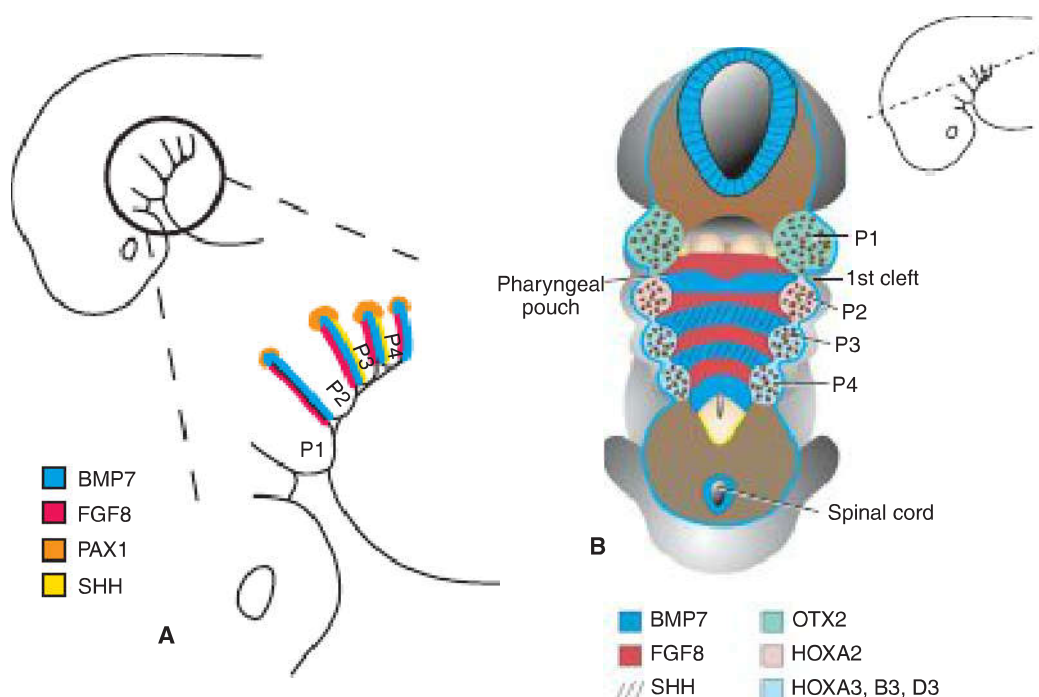 P1
P2
P3
P4
BMP7
FGF8
PAX1
SHH
A
Pharyngeal
pouch
P1
1st cleft
P2
P3
P4
Spinal cord
B
BMP7
FGF8
SHH
OTX2
HOXA2
HOXA3, B3, D3